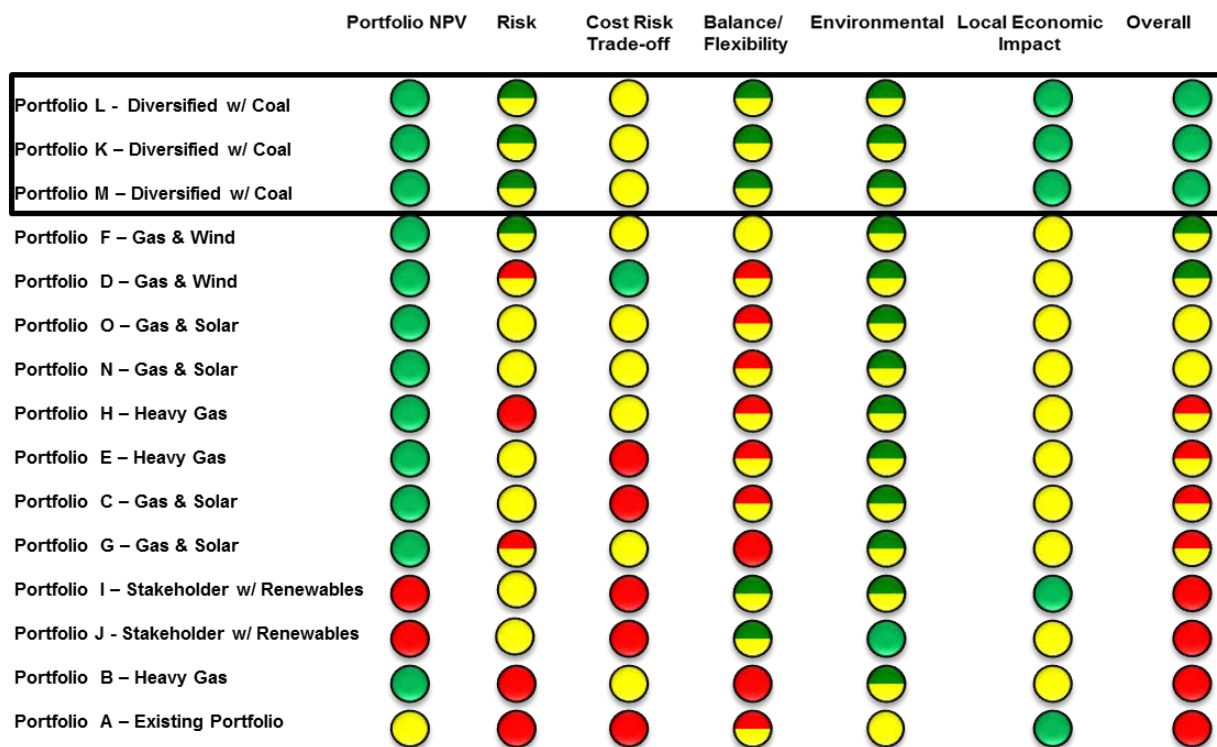 Portfolio NPV Risk Cost Risk Balance/ Environmental Local Economic Overall
Trade-off Flexibility Impact
Portfolio L - Diversified w/ Coal
Portfolio K – Diversified w/ Coal
Portfolio M – Diversified w/ Coal
Portfolio F – Gas & Wind
Portfolio D – Gas & Wind
Portfolio O – Gas & Solar
Portfolio N – Gas & Solar
Portfolio H – Heavy Gas
Portfolio E – Heavy Gas
Portfolio C – Gas & Solar
Portfolio G – Gas & Solar
Portfolio I – Stakeholder w/ Renewables
Portfolio J - Stakeholder w/ Renewables
Portfolio B – Heavy Gas
Portfolio A – Existing Portfolio